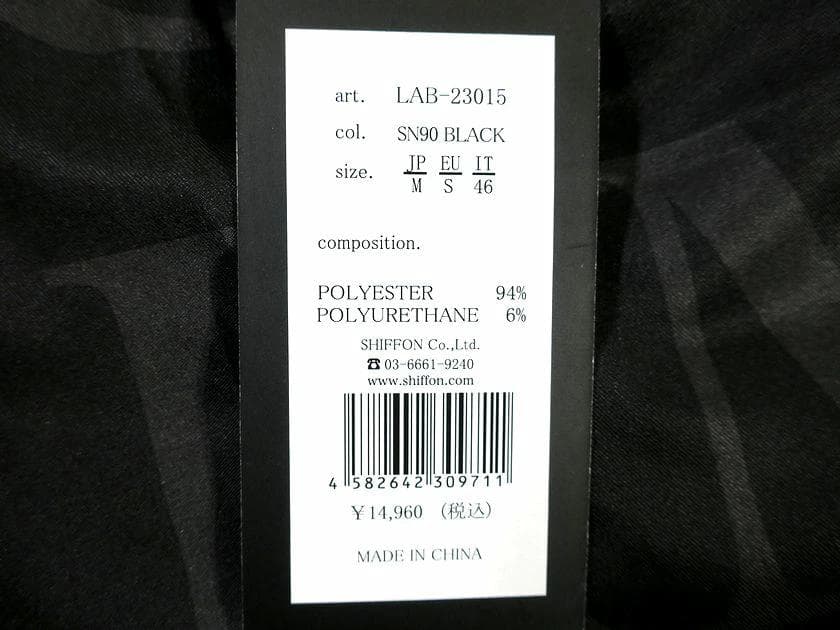 art. LAB-23015
col. SN90 BLACK
size. JP EU IT
M S 46
composition.
POLYESTER 94%
POLYURETHANE 6%
SHIFFON Co.,Ltd.
☎ 03-6661-9240
www.shiffon.com
4 582642 309711
¥14,960 (税込)
MADE IN CHINA